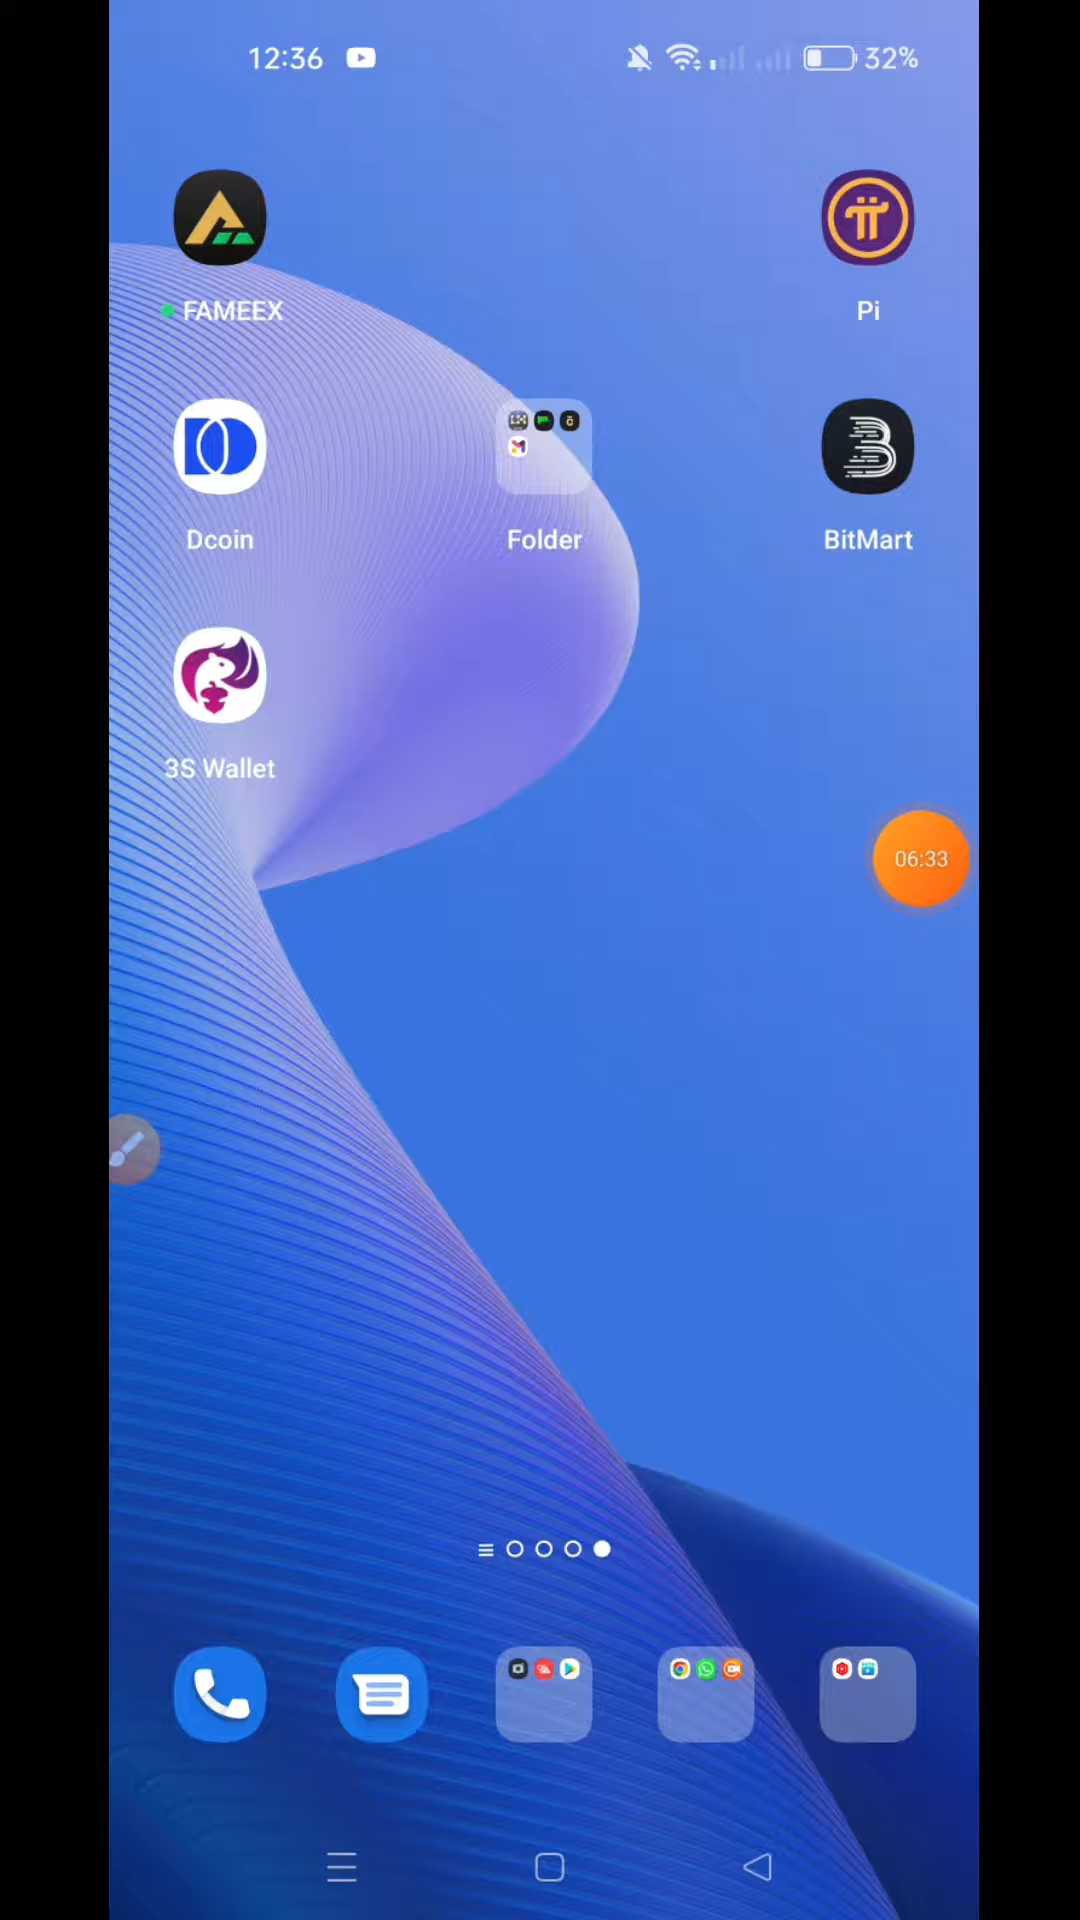 12:36
32%
FAMEEX
Pi
Dcoin
Folder
BitMart
3S Wallet
06:33